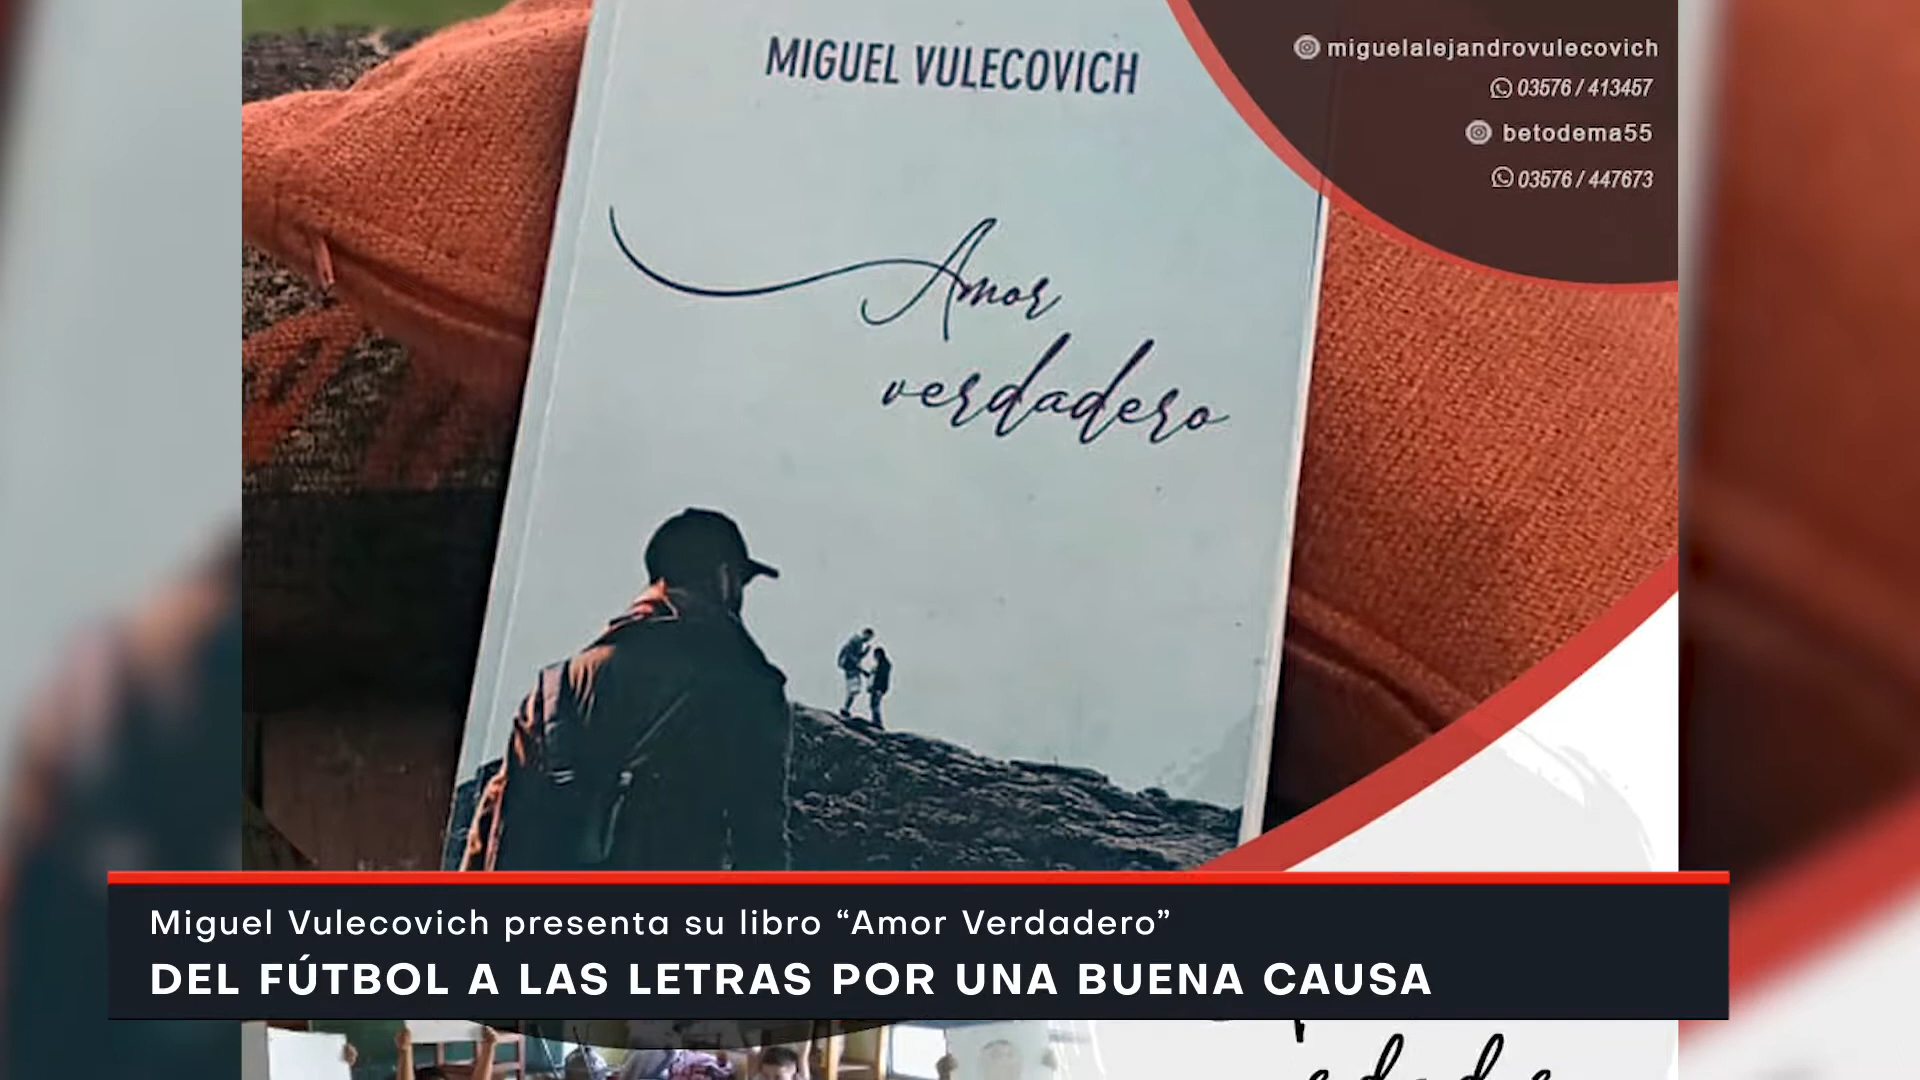 MIGUEL VULECOVICH
Amor
verdadero
miguelalejandrovulecovich
03576 / 413457
betodema55
03576 / 447673
Miguel Vulecovich presenta su libro “Amor Verdadero”
DEL FÚTBOL A LAS LETRAS POR UNA BUENA CAUSA